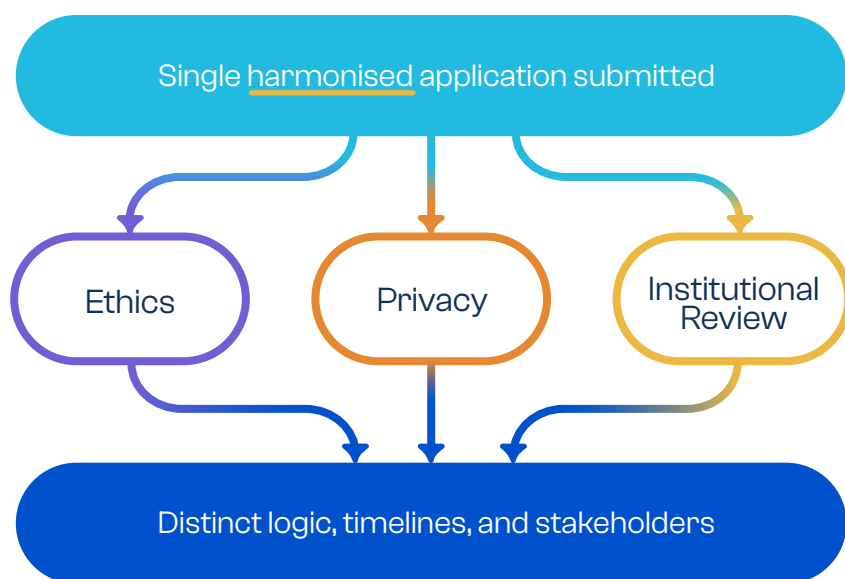 Single harmonised application submitted
Ethics
Privacy
Institutional
Review
Distinct logic, timelines, and stakeholders